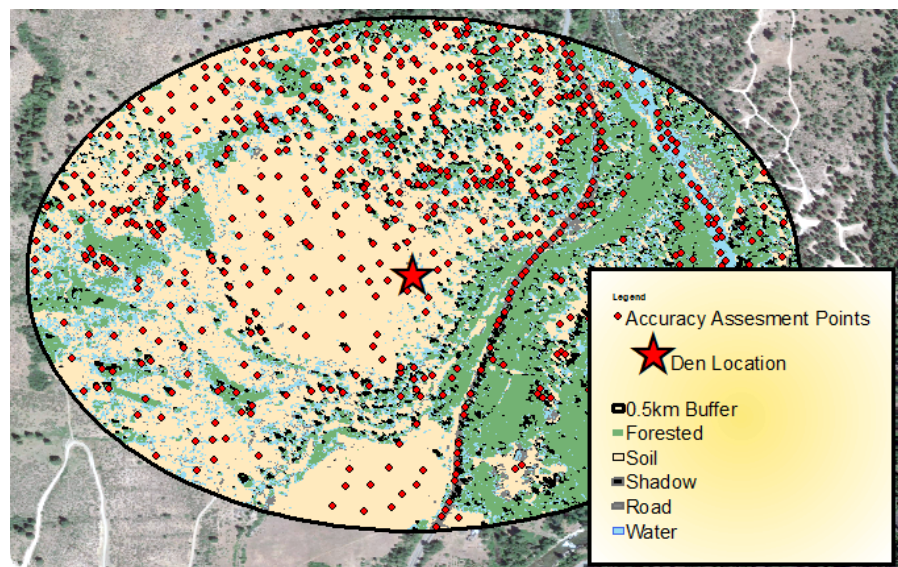 Legend
Accuracy Assesment Points
Den Location
0.5km Buffer
Forested
Soil
Shadow
Road
Water